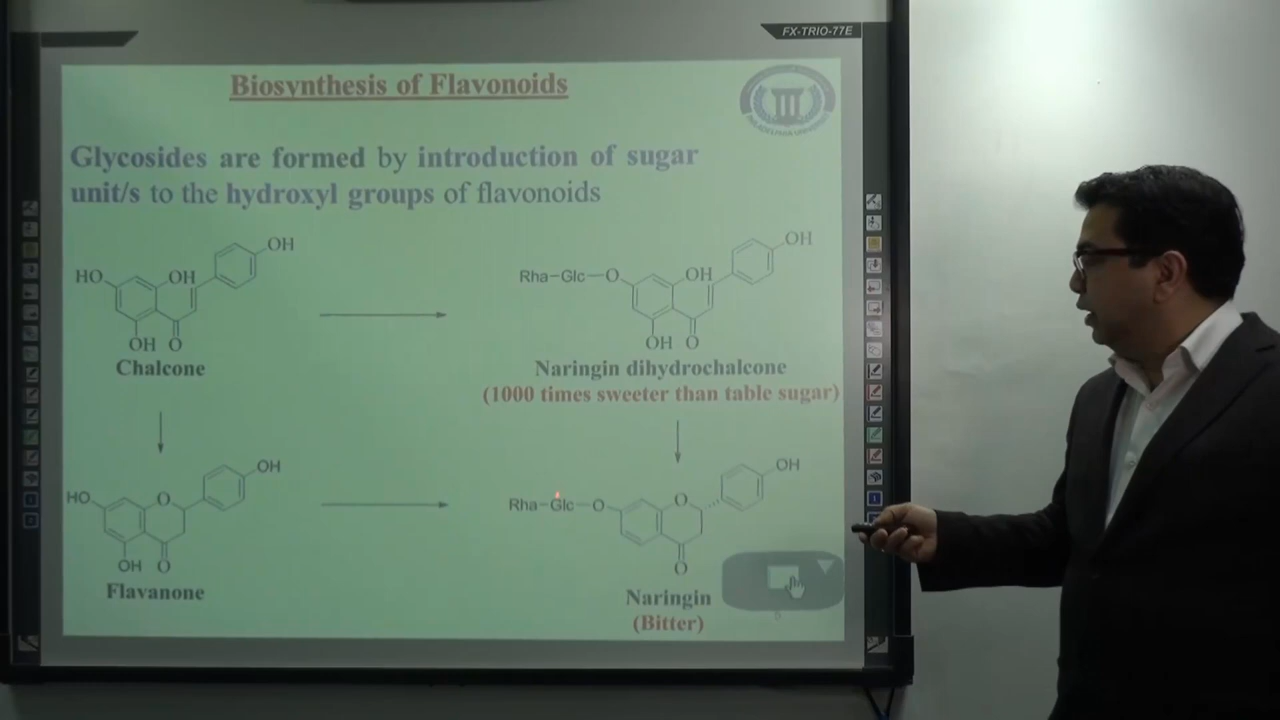 FX-TRIO-77E
Biosynthesis of Flavonoids
Glycosides are formed by introduction of sugar
unit/s to the hydroxyl groups of flavonoids
HO OH OH
OH O
Chalcone
Rha-Glc-O OH OH
OH O
Naringin dihydrochalcone
(1000 times sweeter than table sugar)
HO O OH
OH O
Flavanone
Rha-Glc-O O OH
O
Naringin
(Bitter)